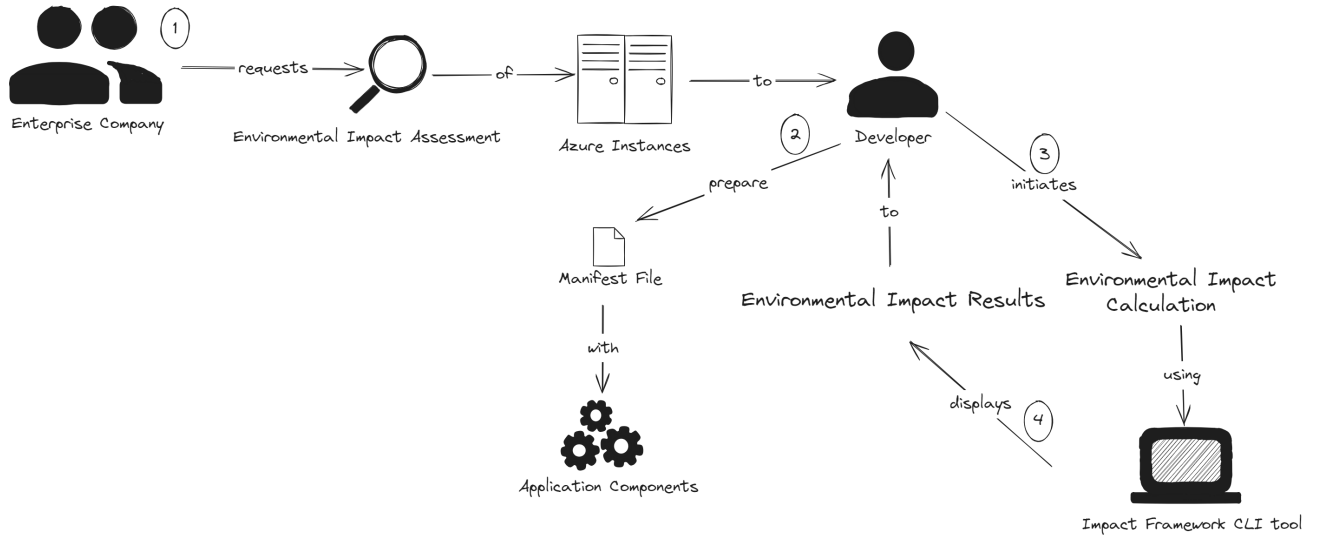 1
requests
of
to
Enterprise Company
Environmental Impact Assessment
Azure Instances
Developer
2
prepare
3
initiates
to
Manifest File
Environmental Impact Results
Environmental Impact
Calculation
with
using
displays
4
Application Components
Impact Framework CLI tool